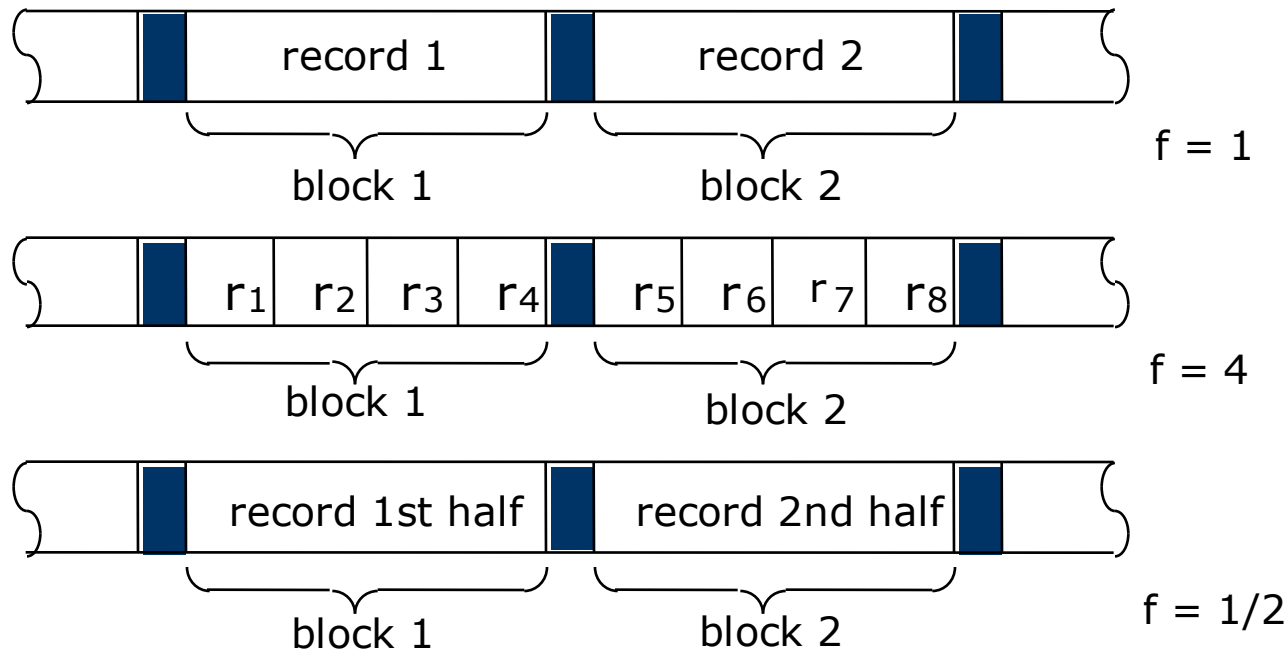 record 1 record 2
f = 1
block 1 block 2
r1 r2 r3 r4 r5 r6 r7 r8
f = 4
block 1 block 2
record 1st half record 2nd half
f = 1/2
block 1 block 2